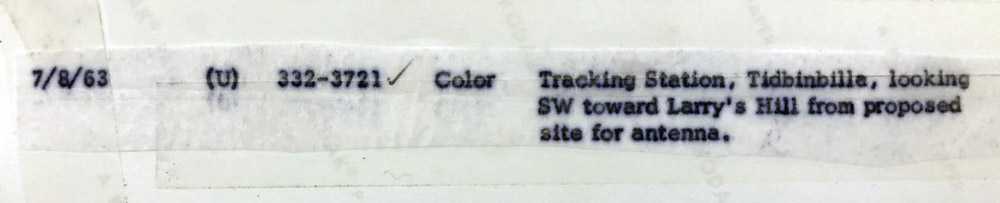 7/8/63 (U) 332-3721✓ Color Tracking Station, Tidbinbilla, looking
SW toward Larry's Hill from proposed
site for antenna.